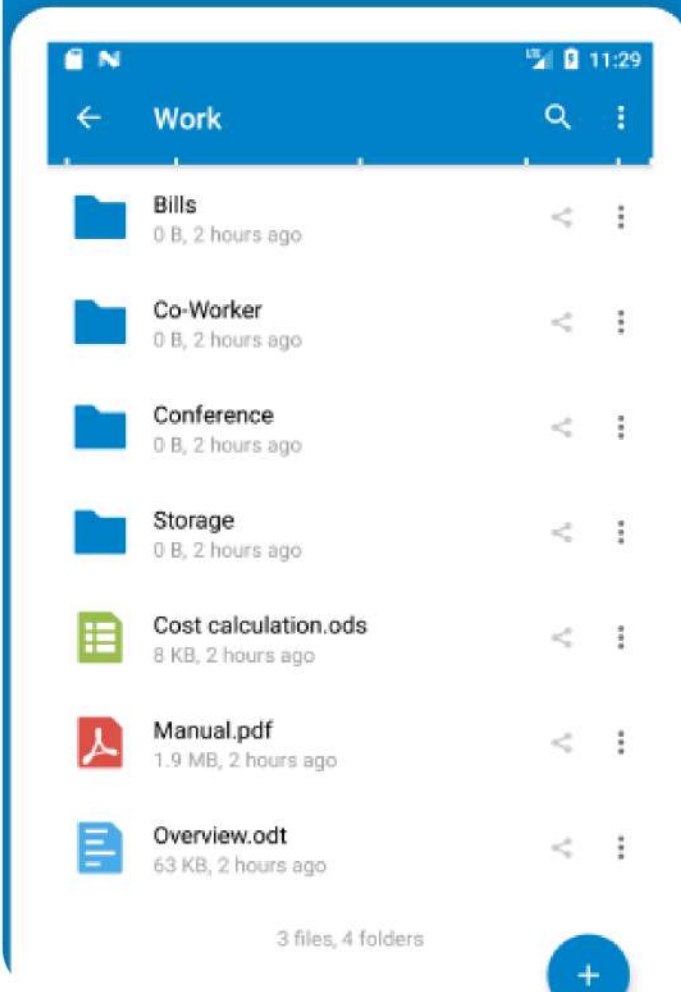 LTE 11:29
Work
Bills
0 B, 2 hours ago
Co-Worker
0 B, 2 hours ago
Conference
0 B, 2 hours ago
Storage
0 B, 2 hours ago
Cost calculation.ods
8 KB, 2 hours ago
Manual.pdf
1.9 MB, 2 hours ago
Overview.odt
63 KB, 2 hours ago
3 files, 4 folders